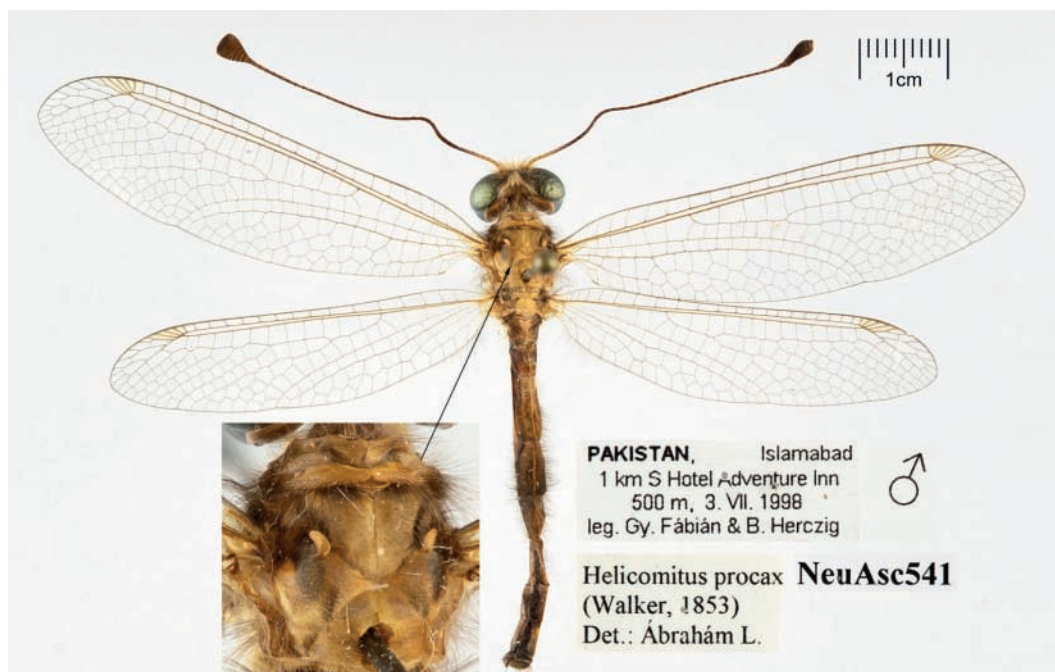 1cm
PAKISTAN, Islamabad
1 km S Hotel Adventure Inn
500 m, 3. VII. 1998
leg. Gy. Fábián & B. Herczig
Helicomitus procax
(Walker, 1853)
Det.: Ábrahám L.
NeuAsc541